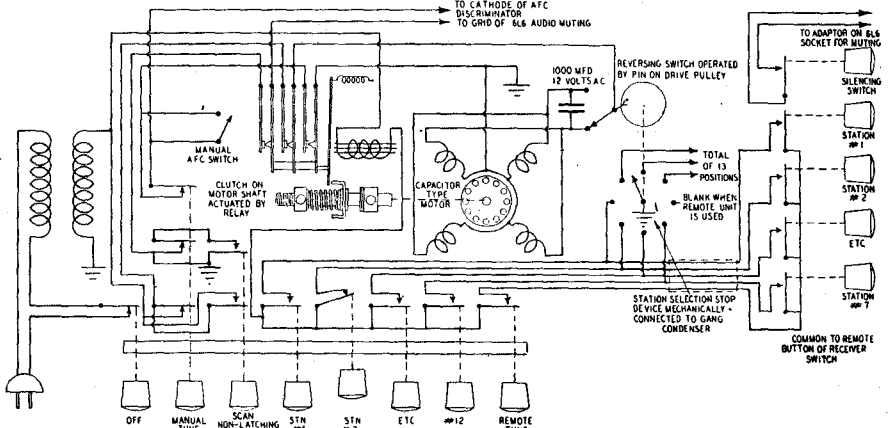 TO CATHODE OF AFC
DISCRIMINATOR
TO GRID OF 6L6 AUDIO MUTING
1000 MFD
12 VOLTS A C
REVERSING SWITCH OPERATED
BY PIN ON DRIVE PULLEY
TO ADAPTOR ON 6L6
SOCKET FOR MUTING
SILENCING
SWITCH
STATION
#1
STATION
#2
ETC
STATION
#7
MANUAL
AFC SWITCH
CLUTCH ON
MOTOR SHAFT
ACTUATED BY
RELAY
CAPACITOR
TYPE
MOTOR
TOTAL
OF 13
POSITIONS
BLANK WHEN
REMOTE UNIT
IS USED
STATION SELECTION STOP
DEVICE MECHANICALLY -
CONNECTED TO GANG
CONDENSER
COMMON TO REMOTE
BUTTON OF RECEIVER
SWITCH
OFF
MANUAL
SCAN
NON-LATCHING
STN
STN
ETC
#12
REMOTE